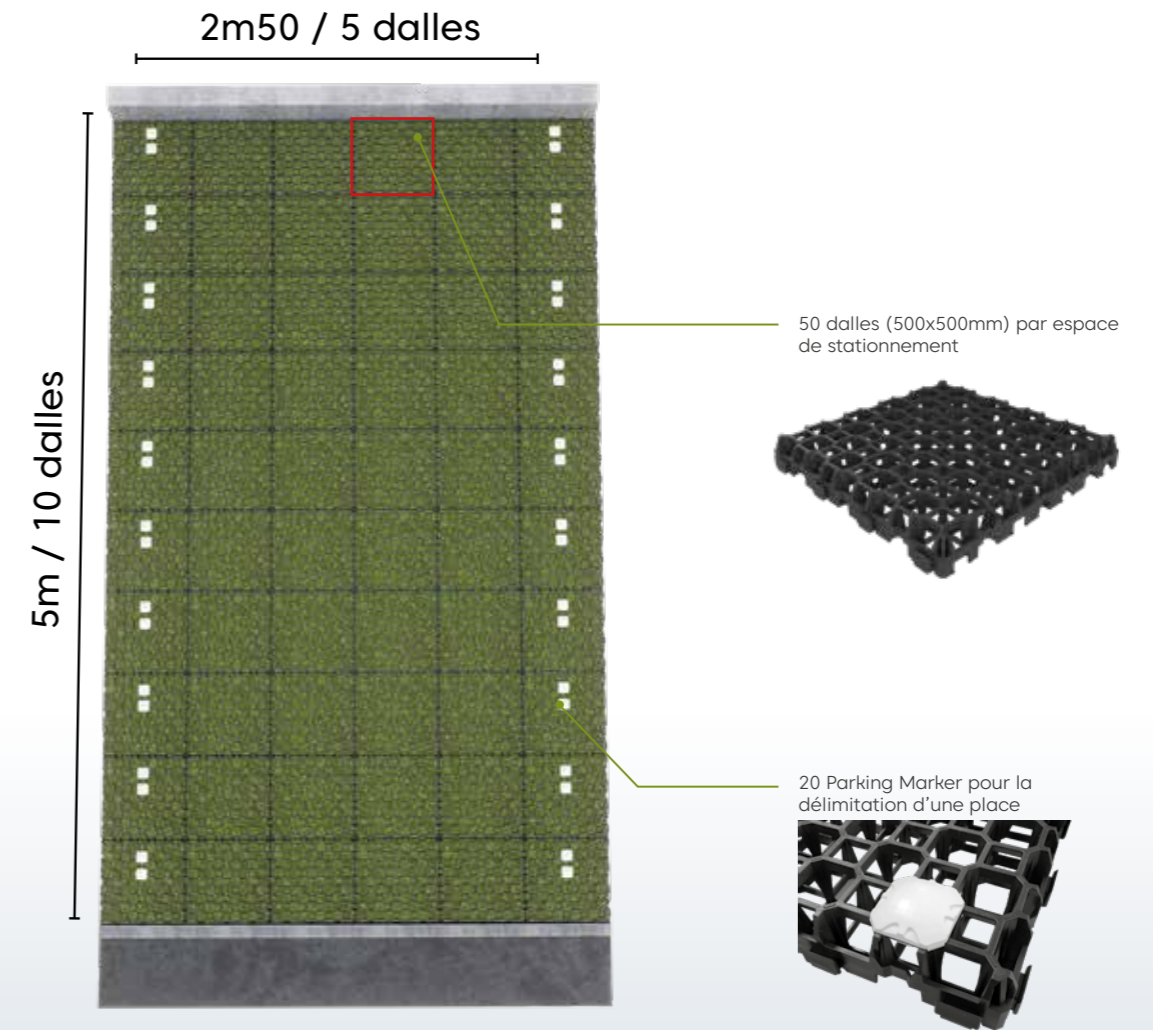 2m50 / 5 dalles
5m / 10 dalles
50 dalles (500x500mm) par espace
de stationnement
20 Parking Marker pour la
délimitation d'une place